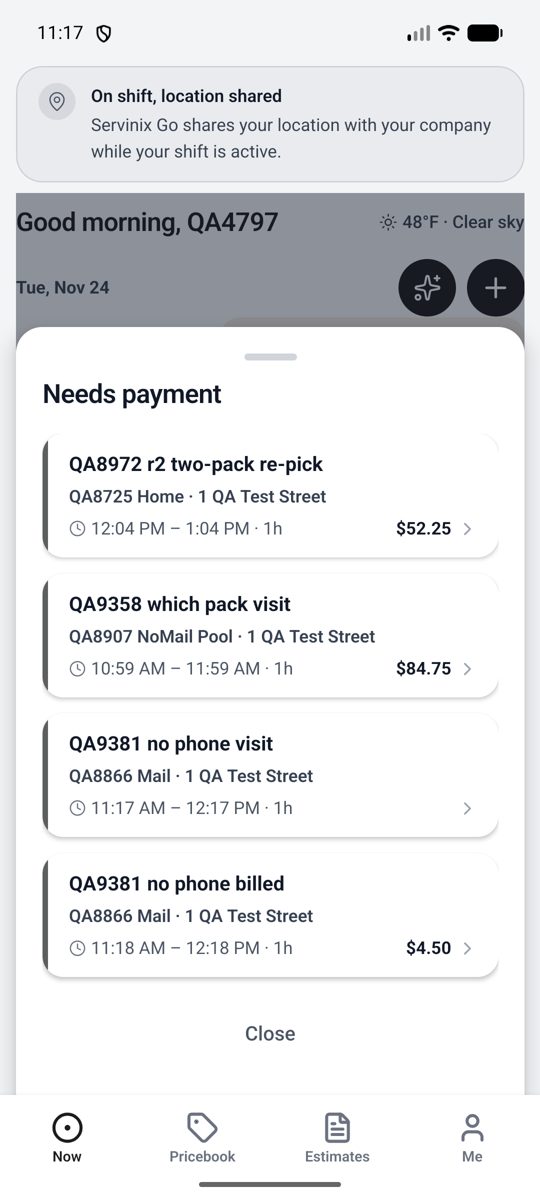 11:17
On shift, location shared
Servinix Go shares your location with your company
while your shift is active.
Good morning, QA4797
48°F · Clear sky
Tue, Nov 24
Needs payment
QA8972 r2 two-pack re-pick
QA8725 Home · 1 QA Test Street
12:04 PM – 1:04 PM · 1h
$52.25
QA9358 which pack visit
QA8907 NoMail Pool · 1 QA Test Street
10:59 AM – 11:59 AM · 1h
$84.75
QA9381 no phone visit
QA8866 Mail · 1 QA Test Street
11:17 AM – 12:17 PM · 1h
QA9381 no phone billed
QA8866 Mail · 1 QA Test Street
11:18 AM – 12:18 PM · 1h
$4.50
Close
Now
Pricebook
Estimates
Me